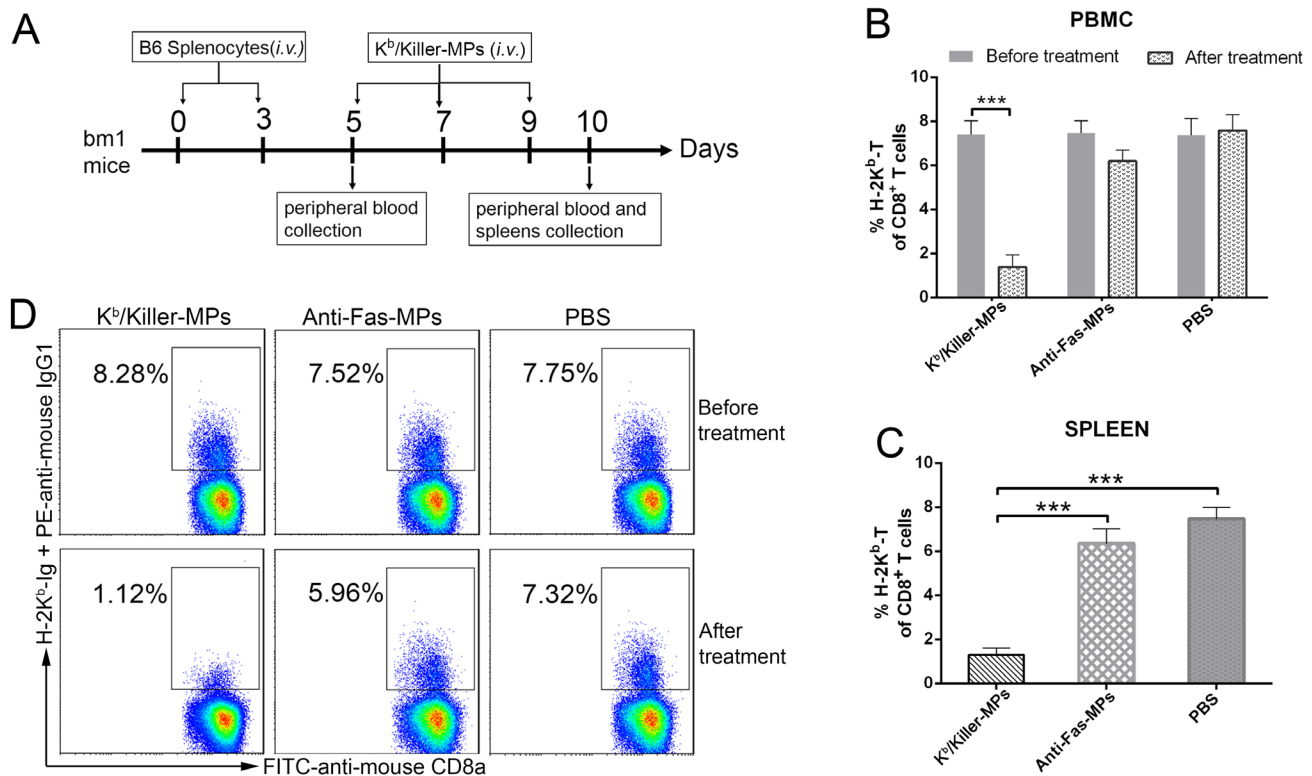 A
B6 Splenocytes(i.v.)
Kᵇ/Killer-MPs (i.v.)
0 3 5 7 9 10
bm1
mice
Days
peripheral blood
collection
peripheral blood and
spleens collection
B
PBMC
Before treatment
After treatment
% H-2Kᵇ-T
of CD8⁺ T cells
10
8
6
4
2
0
***
Kᵇ/Killer-MPs
Anti-Fas-MPs
PBS
C
SPLEEN
% H-2Kᵇ-T
of CD8⁺ T cells
10
8
6
4
2
0
***
***
Kᵇ/Killer-MPs
Anti-Fas-MPs
PBS
D
Kᵇ/Killer-MPs
Anti-Fas-MPs
PBS
8.28%
7.52%
7.75%
Before
treatment
1.12%
5.96%
7.32%
After
treatment
H-2Kᵇ-Ig + PE-anti-mouse IgG1
FITC-anti-mouse CD8a